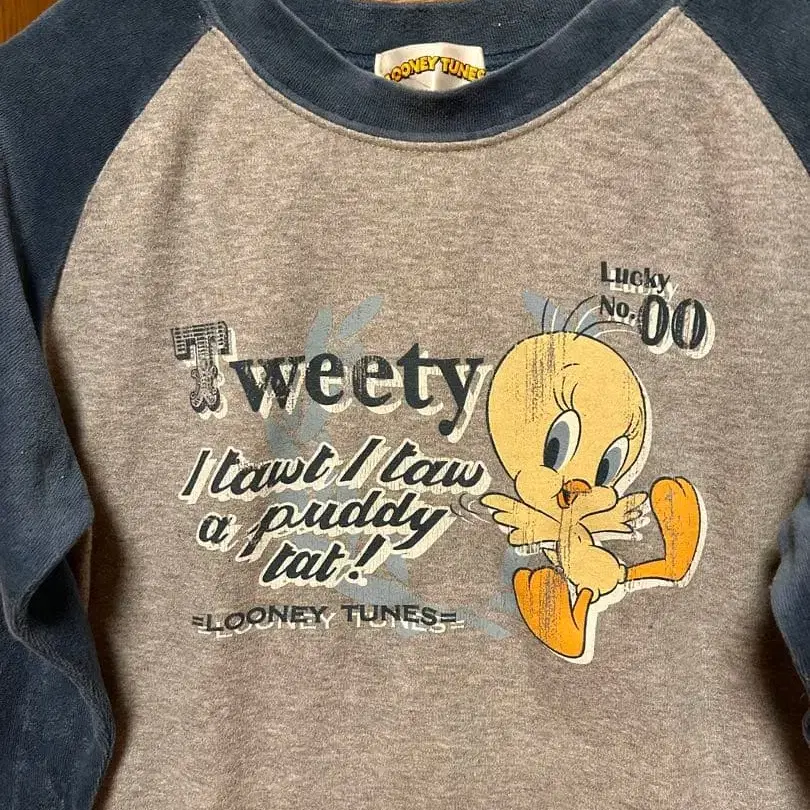 LOONEY TUNES
Lucky
No. 00
Tweety
I tawt I taw
a puddy
tat!
=LOONEY TUNES=